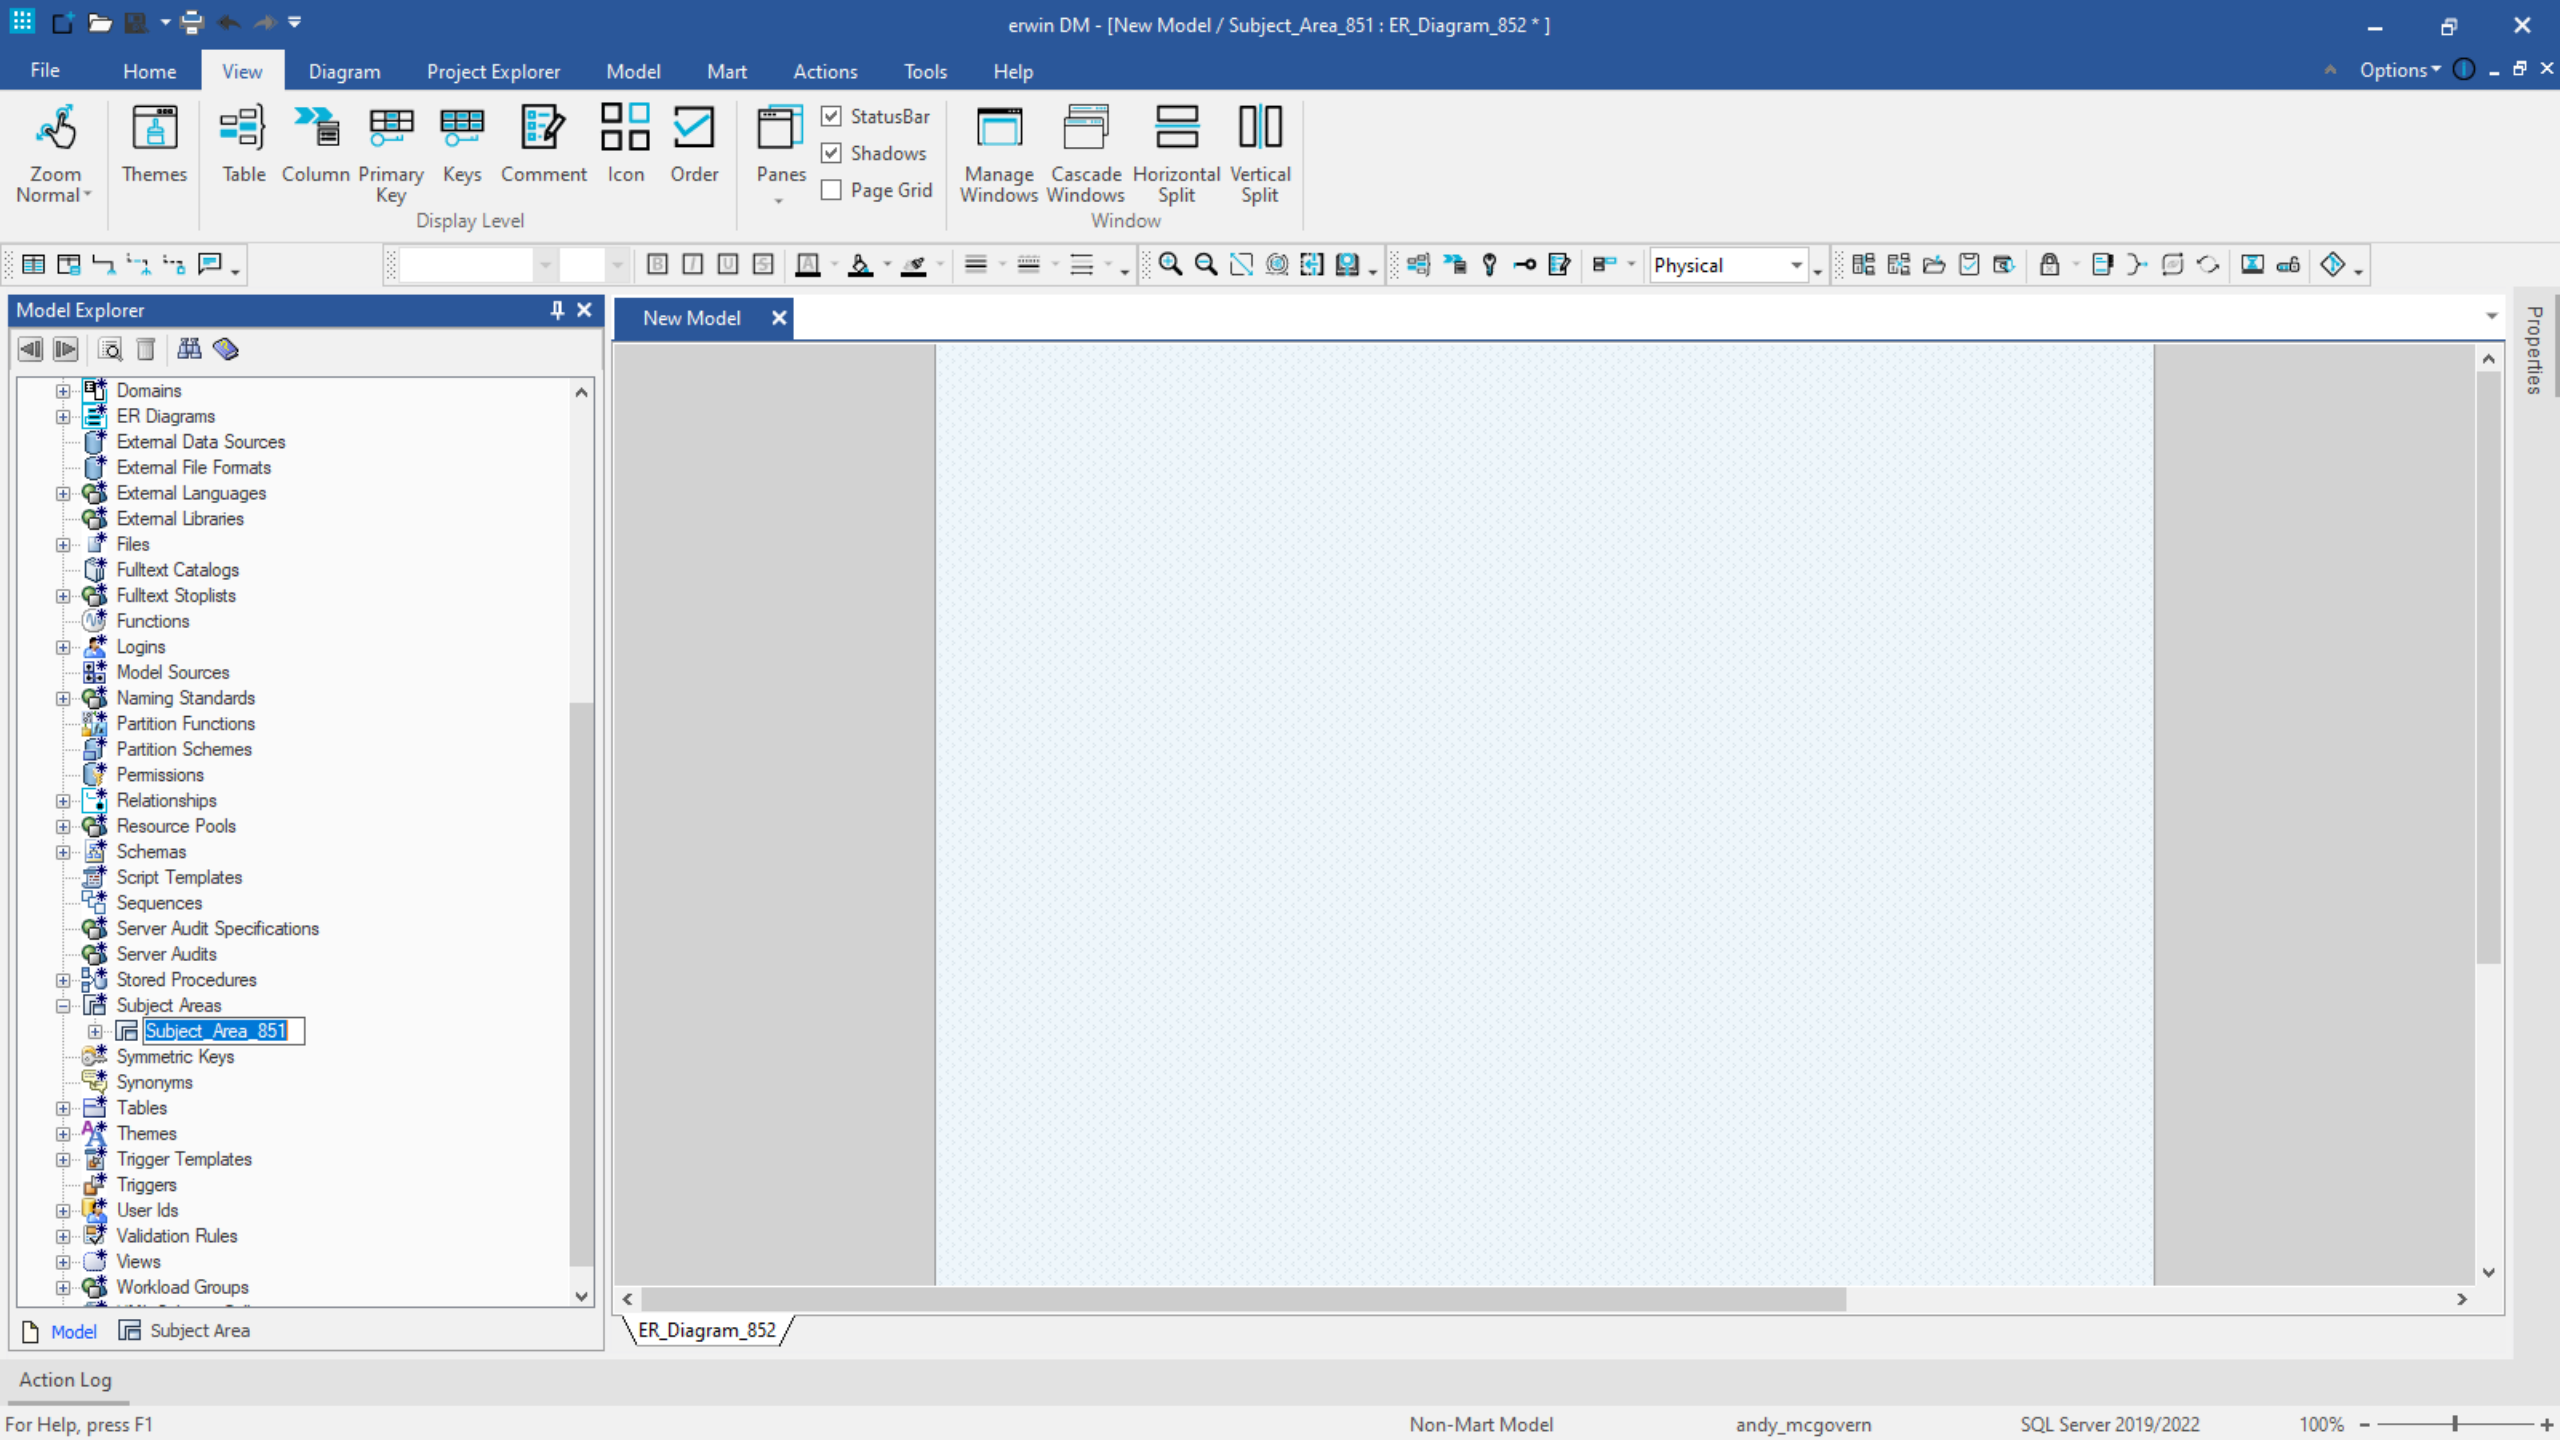 erwin DM - [New Model / Subject_Area_851 : ER_Diagram_852 * ]
File
Home
View
Diagram
Project Explorer
Model
Mart
Actions
Tools
Help
Options
Zoom Normal
Themes
Table
Column
Primary Key
Keys
Comment
Icon
Order
Display Level
Panes
StatusBar
Shadows
Page Grid
Manage Windows
Cascade Windows
Horizontal Split
Vertical Split
Window
B I U S A
Physical
Model Explorer
New Model
Properties
Domains
ER Diagrams
External Data Sources
External File Formats
External Languages
External Libraries
Files
Fulltext Catalogs
Fulltext Stoplists
Functions
Logins
Model Sources
Naming Standards
Partition Functions
Partition Schemes
Permissions
Relationships
Resource Pools
Schemas
Script Templates
Sequences
Server Audit Specifications
Server Audits
Stored Procedures
Subject Areas
Subject_Area_851
Symmetric Keys
Synonyms
Tables
Themes
Trigger Templates
Triggers
User Ids
Validation Rules
Views
Workload Groups
Model
Subject Area
ER_Diagram_852
Action Log
For Help, press F1
Non-Mart Model
andy_mcgovern
SQL Server 2019/2022
100%